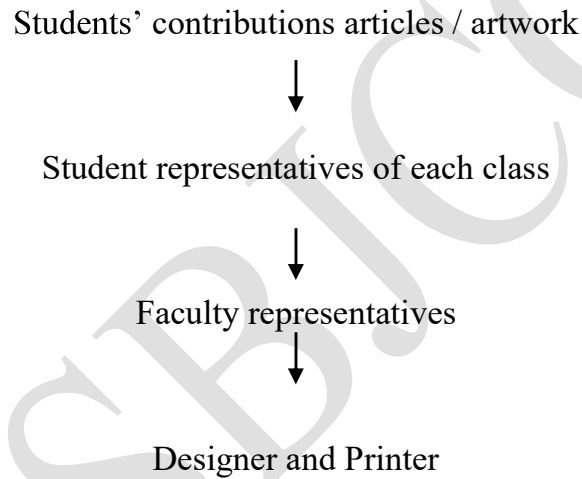 Students’ contributions articles / artwork
Student representatives of each class
Faculty representatives
Designer and Printer